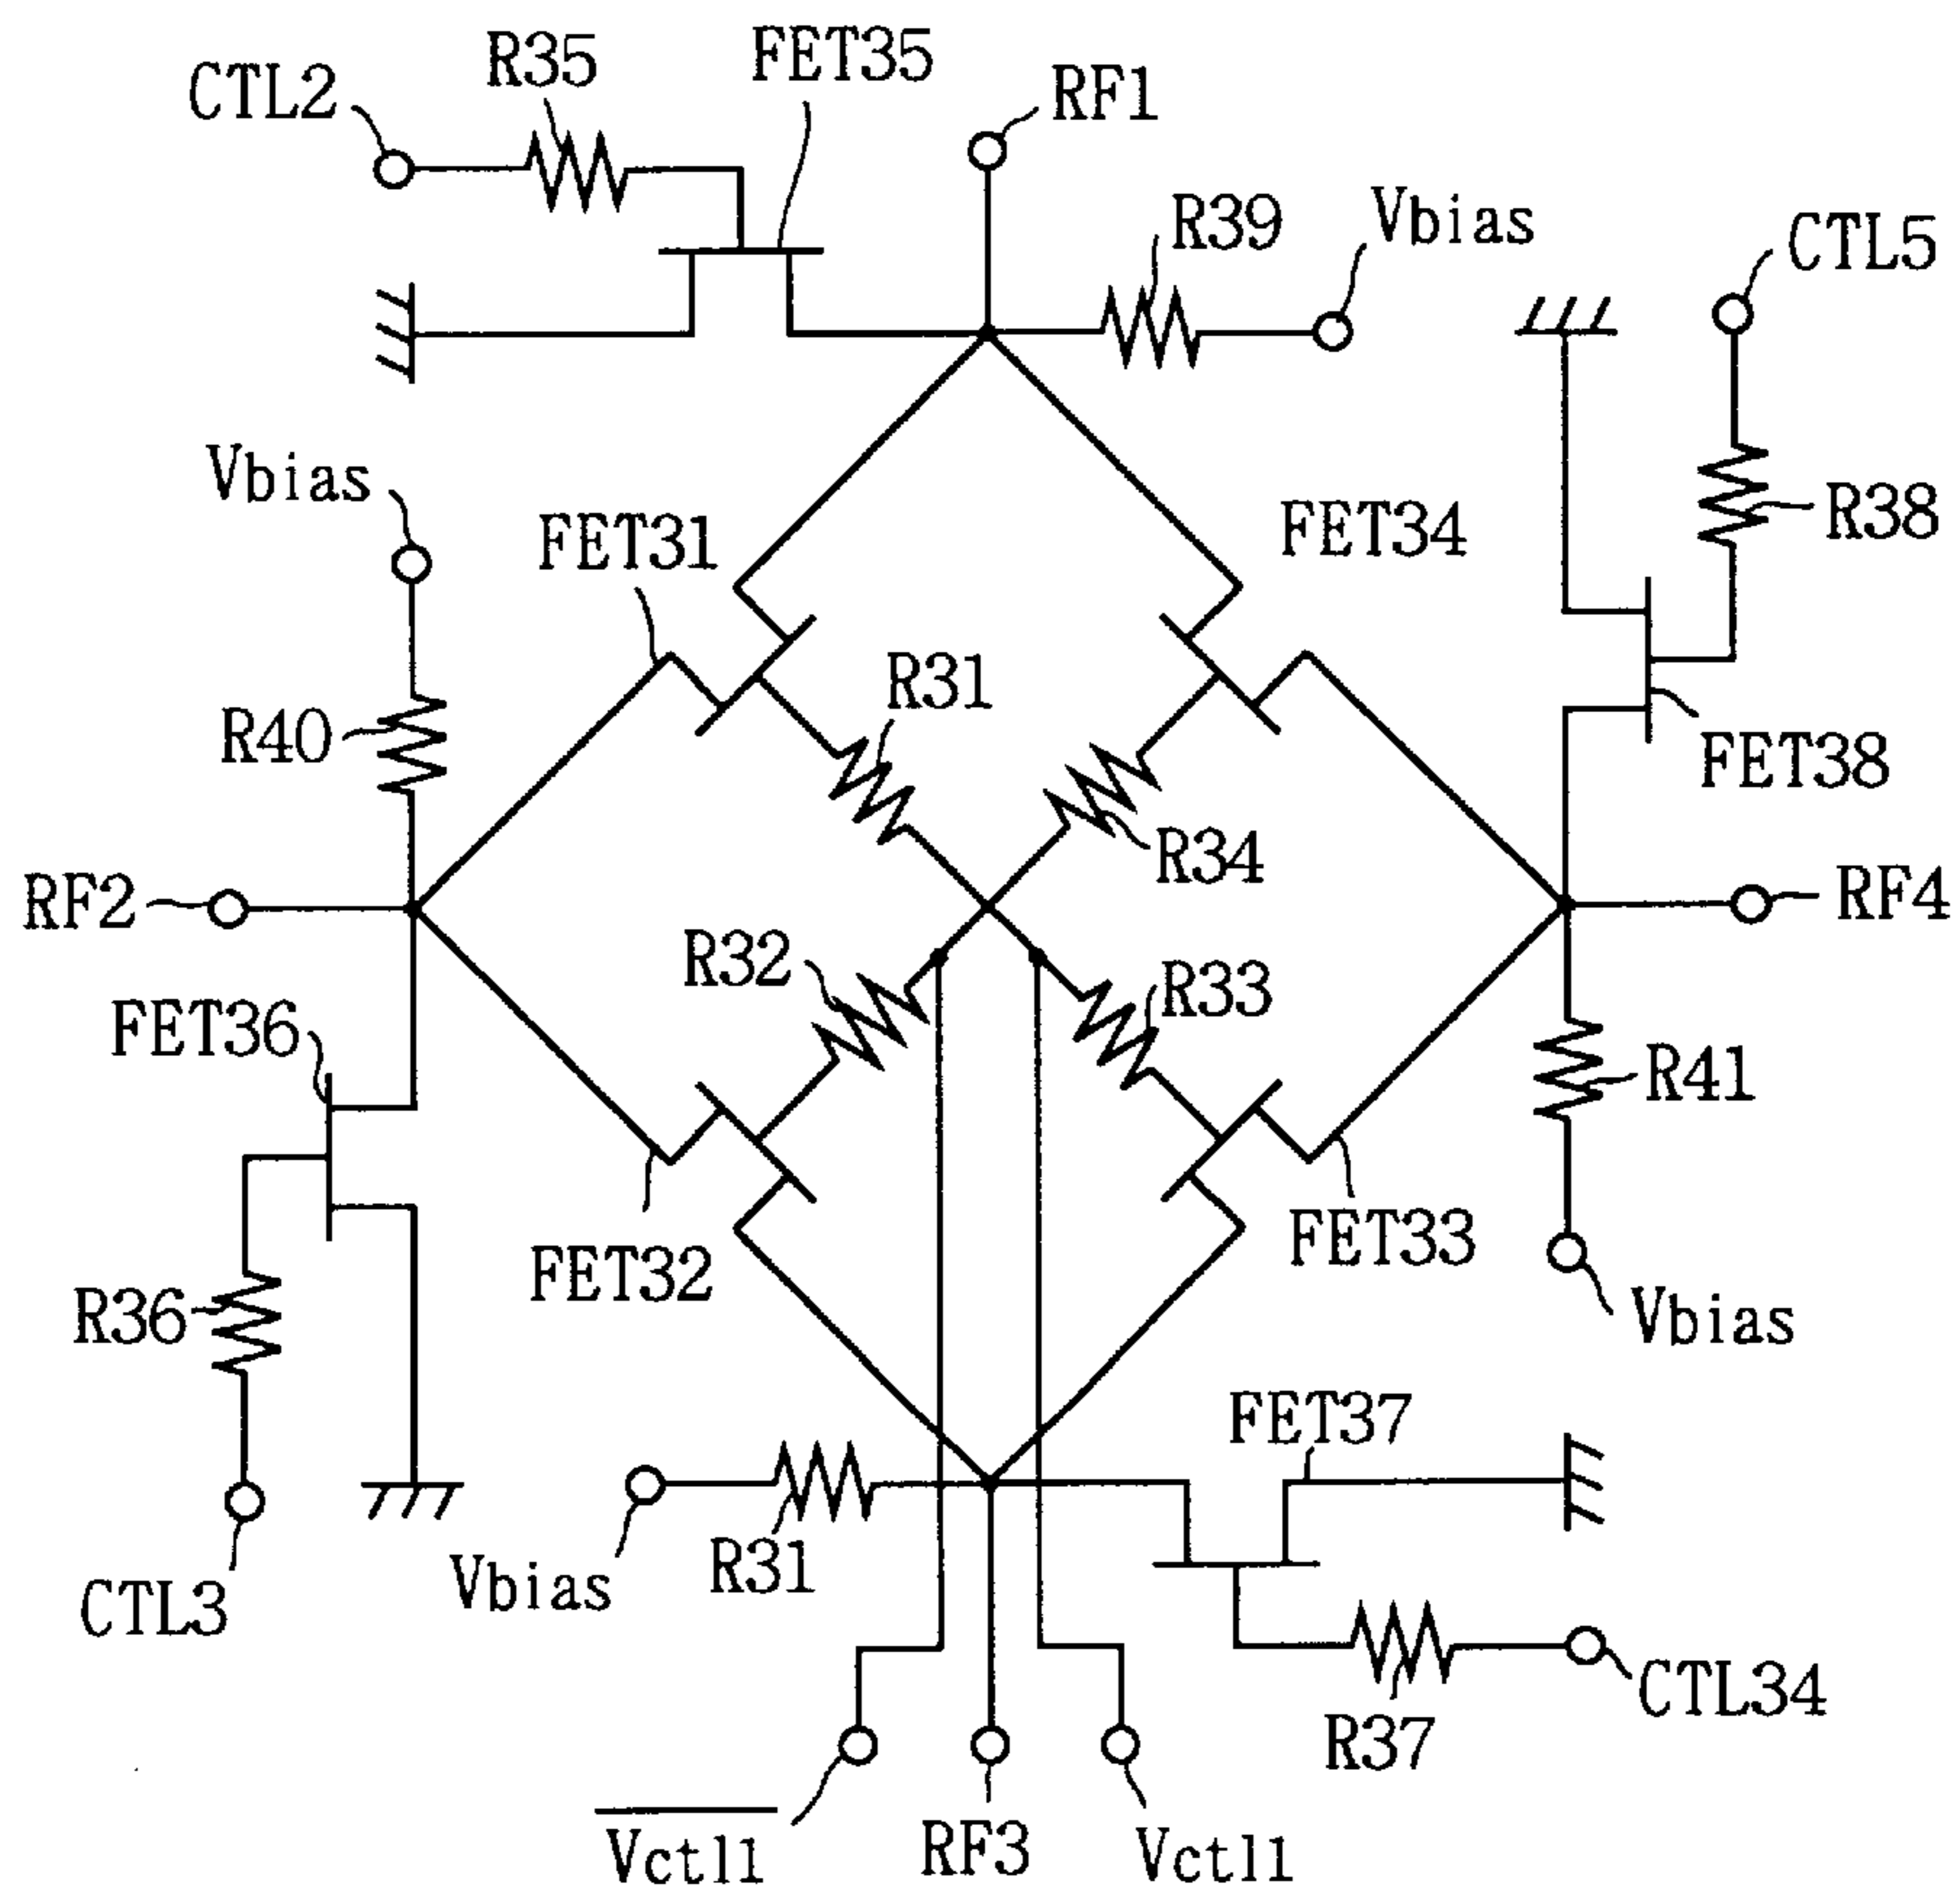 R35
FET35
CTL2
RF1
R39
Vbias
CTL5
Vbias
FET31
FET34
R38
R31
R40
FET38
R34
RF2
RF4
R32
R33
FET36
R41
FET32
FET33
R36
Vbias
FET37
Vbias
R31
CTL3
CTL34
R37
V̅c̅t̅l̅1̅
RF3
Vctl1